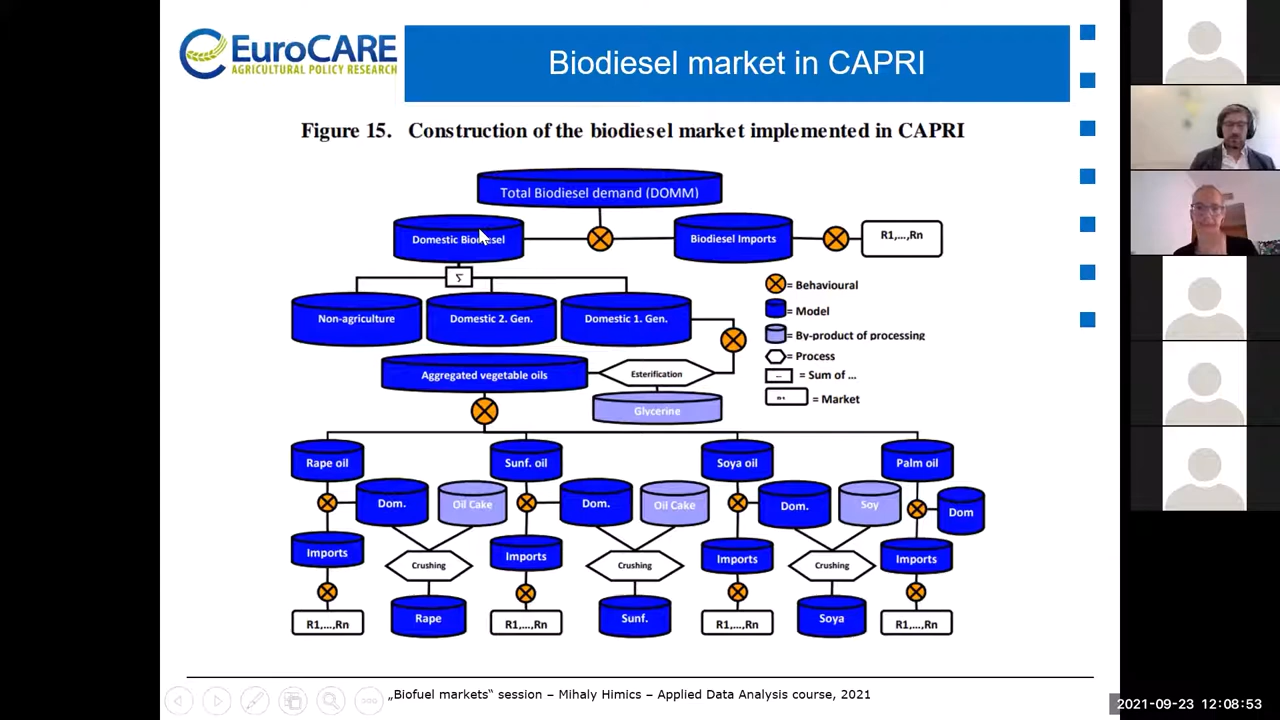 EuroCARE
AGRICULTURAL POLICY RESEARCH
Biodiesel market in CAPRI
Figure 15. Construction of the biodiesel market implemented in CAPRI
Total Biodiesel demand (DOMM)
Domestic Biodiesel
Biodiesel Imports
R1,...,Rn
Σ
Non-agriculture
Domestic 2. Gen.
Domestic 1. Gen.
= Behavioural
= Model
= By-product of processing
= Process
... = Sum of ...
R1 = Market
Aggregated vegetable oils
Esterification
Glycerine
Rape oil
Sunf. oil
Soya oil
Palm oil
Dom.
Oil Cake
Dom.
Oil Cake
Dom.
Soy
Dom
Imports
Crushing
Imports
Crushing
Imports
Crushing
Imports
R1,...,Rn
Rape
R1,...,Rn
Sunf.
R1,...,Rn
Soya
R1,...,Rn
„Biofuel markets“ session – Mihaly Himics – Applied Data Analysis course, 2021
2021-09-23 12:08:53